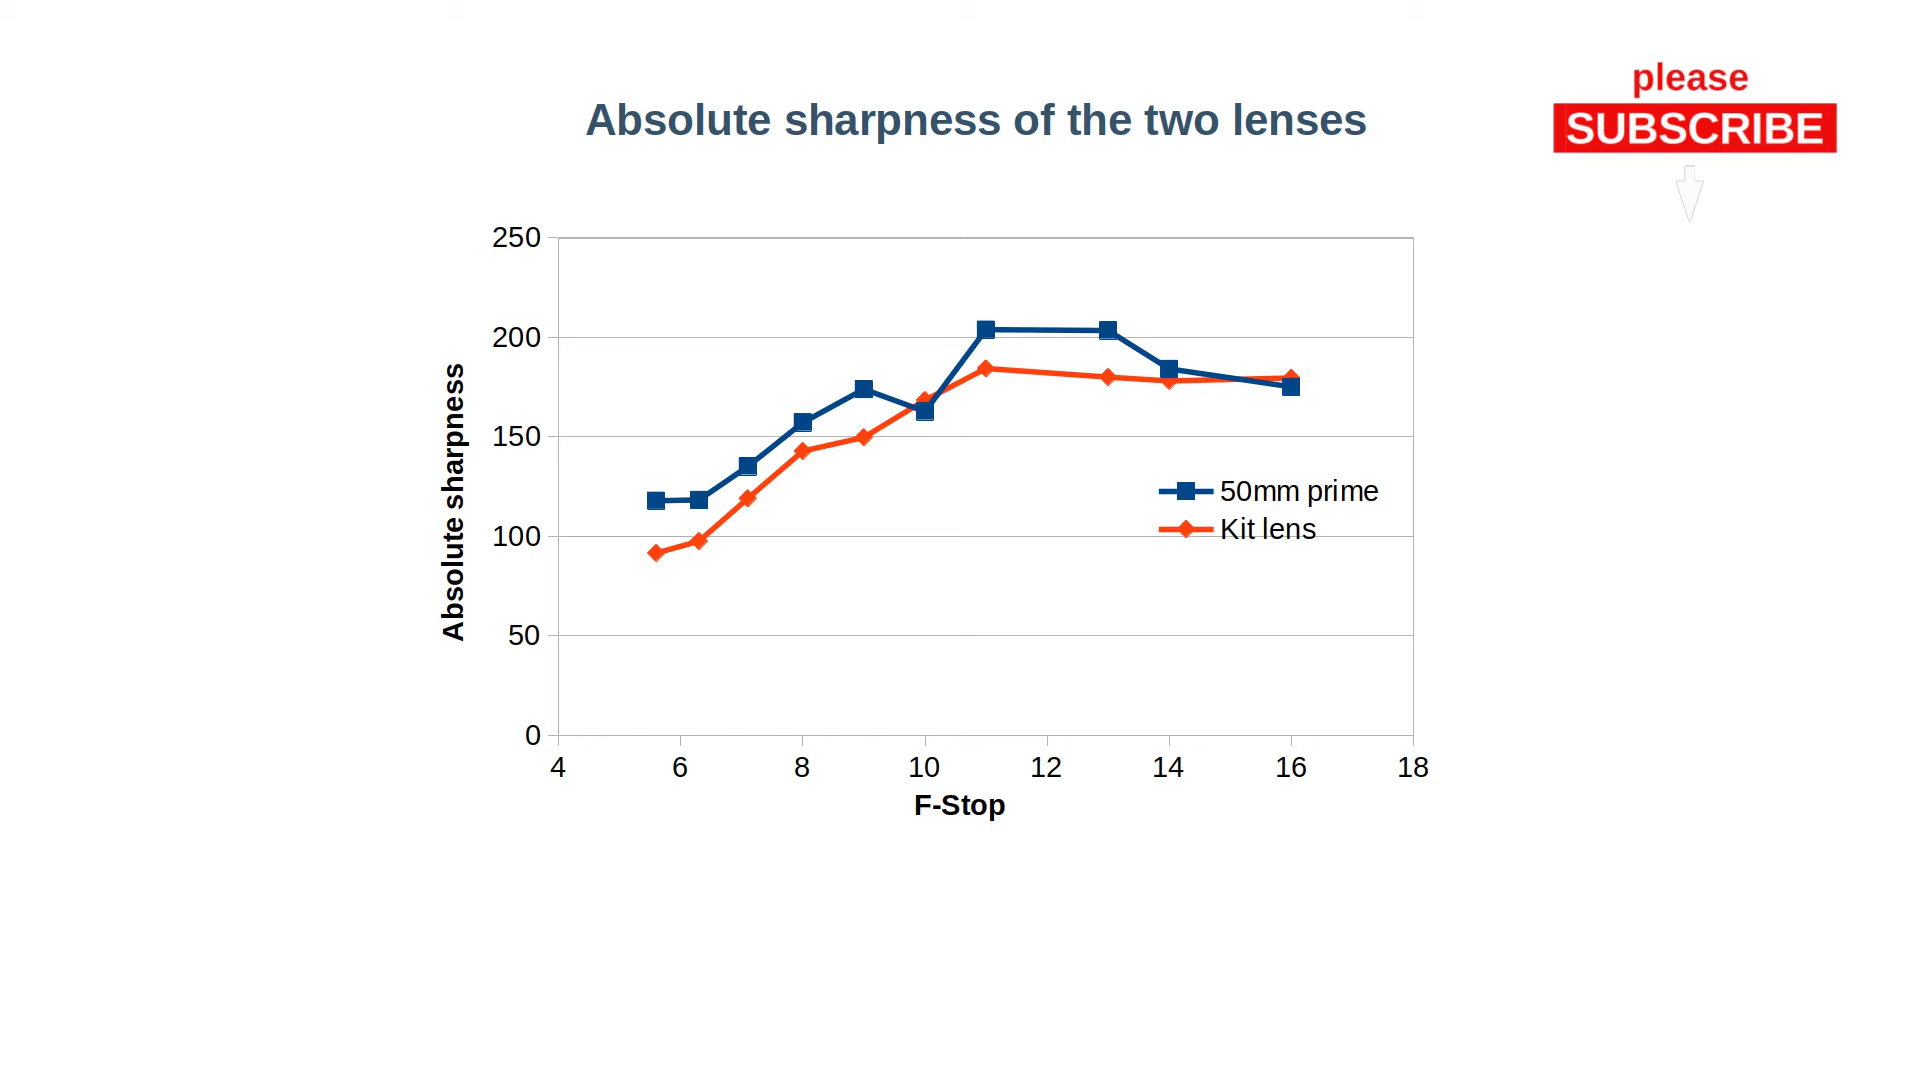 please
SUBSCRIBE
Absolute sharpness of the two lenses
250
200
150
100
50
0
Absolute sharpness
50mm prime
Kit lens
4 6 8 10 12 14 16 18
F-Stop